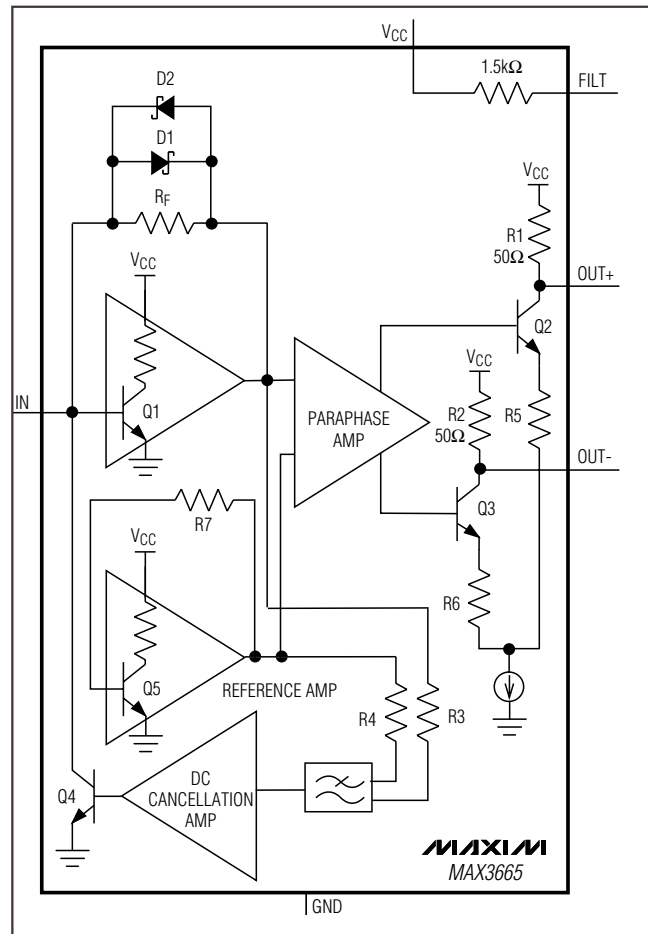 VCC
1.5kΩ
FILT
D2
D1
RF
VCC
VCC
R1
50Ω
OUT+
Q2
VCC
R2
50Ω
R5
IN
Q1
PARAPHASE
AMP
OUT-
Q3
R7
VCC
R6
Q5
REFERENCE AMP
R4
R3
DC
CANCELLATION
AMP
Q4
MAXIM
MAX3665
GND